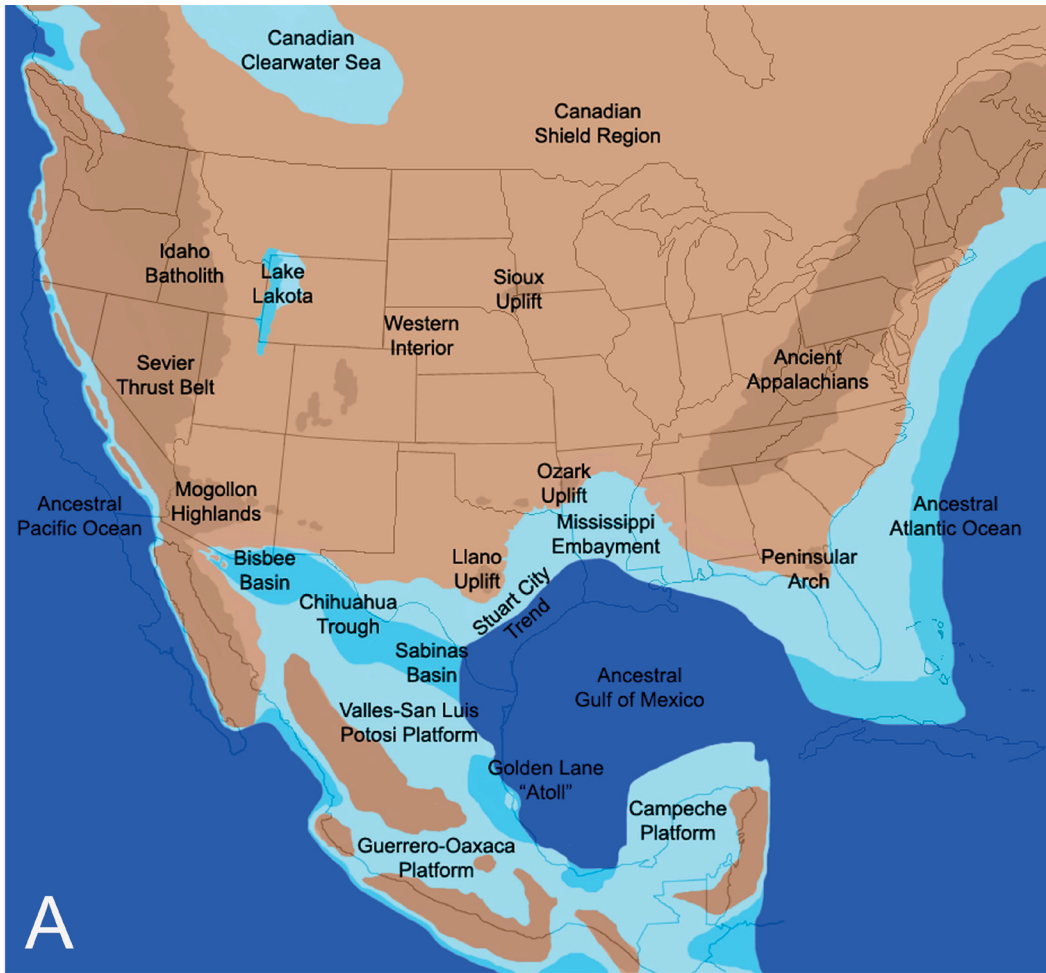 Canadian
Clearwater Sea
Canadian
Shield Region
Idaho
Batholith
Lake
Lakota
Sioux
Uplift
Western
Interior
Sevier
Thrust Belt
Ancient
Appalachians
Ozark
Uplift
Mogollon
Highlands
Ancestral
Pacific Ocean
Mississippi
Embayment
Ancestral
Atlantic Ocean
Bisbee
Basin
Llano
Uplift
Peninsular
Arch
Chihuahua
Trough
Stuart City
Trend
Sabinas
Basin
Ancestral
Gulf of Mexico
Valles-San Luis
Potosi Platform
Golden Lane
“Atoll”
Campeche
Platform
Guerrero-Oaxaca
Platform
A